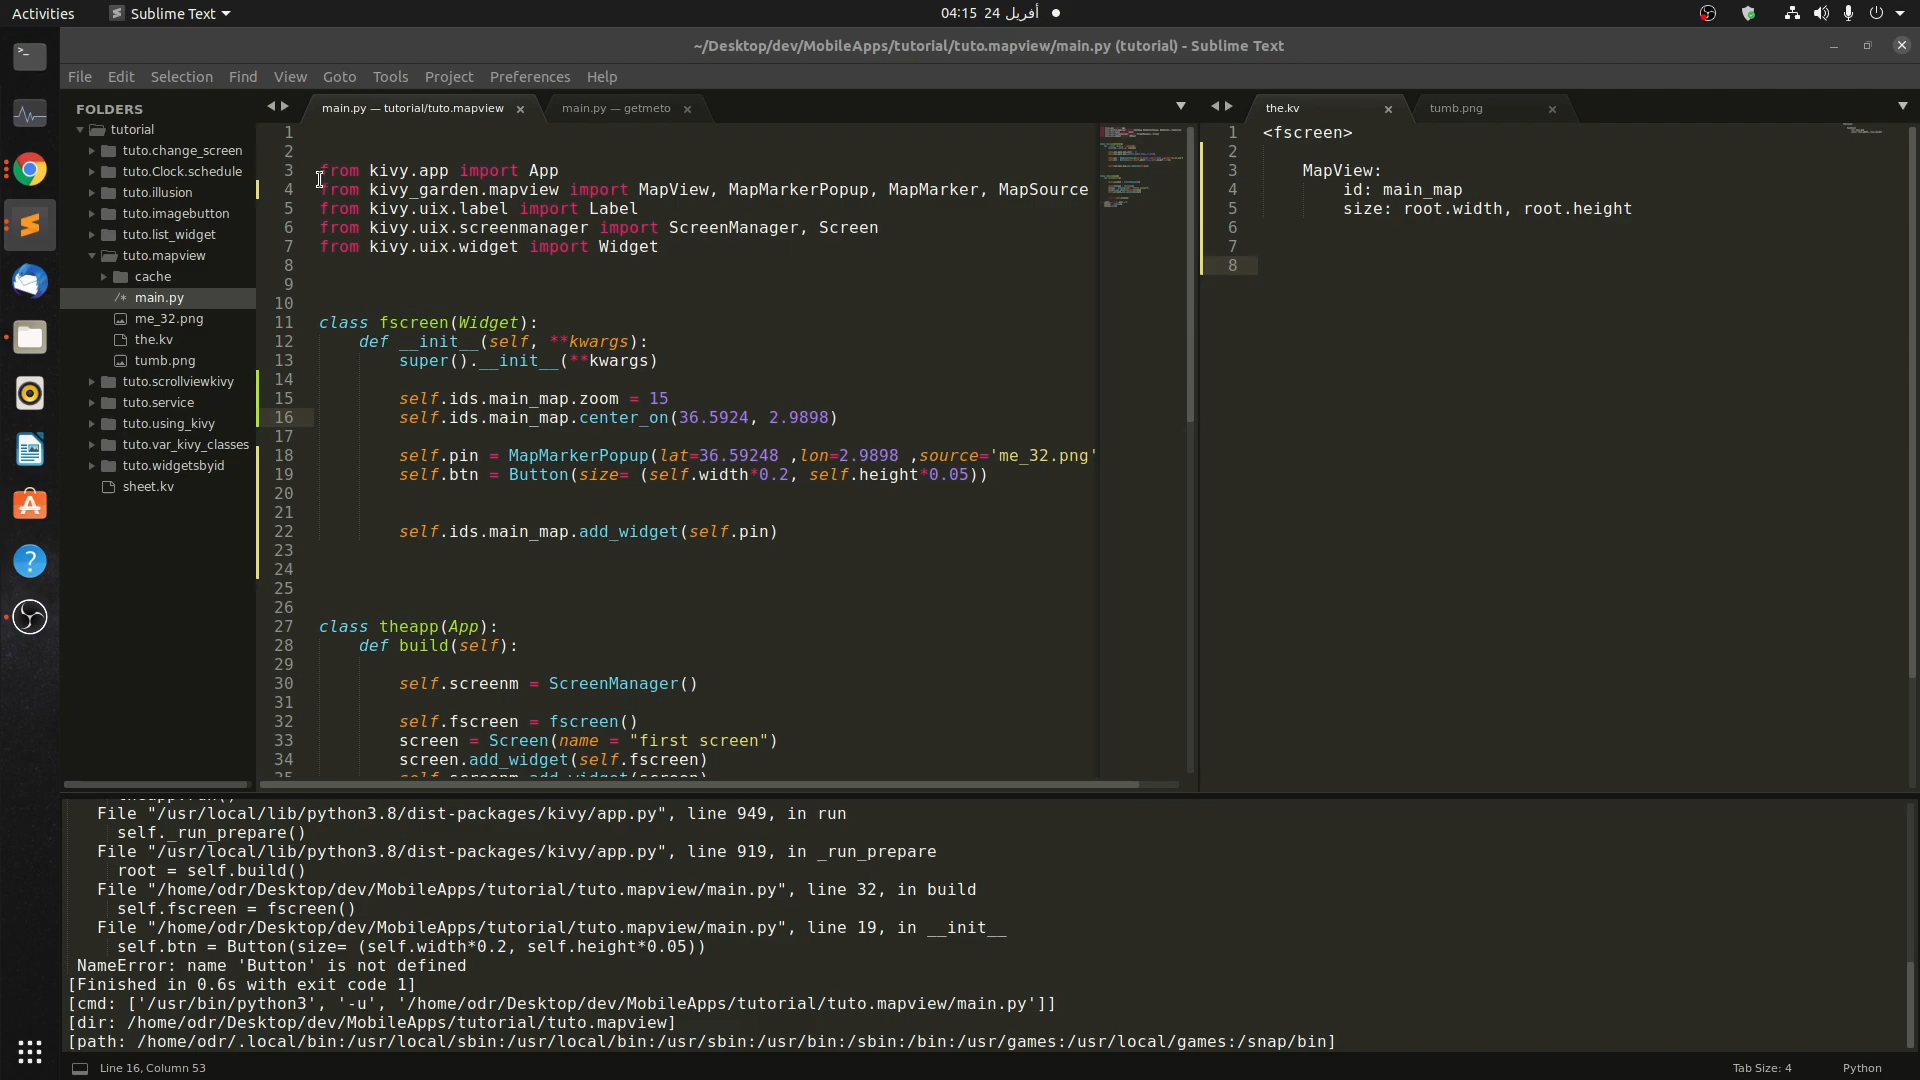 Activities
Sublime Text
04:15 24 أفريل
~/Desktop/dev/MobileApps/tutorial/tuto.mapview/main.py (tutorial) - Sublime Text
File Edit Selection Find View Goto Tools Project Preferences Help
FOLDERS
tutorial
tuto.change_screen
tuto.Clock.schedule
tuto.illusion
tuto.imagebutton
tuto.list_widget
tuto.mapview
cache
/* main.py
me_32.png
the.kv
tumb.png
tuto.scrollviewkivy
tuto.service
tuto.using_kivy
tuto.var_kivy_classes
tuto.widgetsbyid
sheet.kv
main.py — tutorial/tuto.mapview
main.py — getmeto
1
2
3 from kivy.app import App
4 from kivy_garden.mapview import MapView, MapMarkerPopup, MapMarker, MapSource
5 from kivy.uix.label import Label
6 from kivy.uix.screenmanager import ScreenManager, Screen
7 from kivy.uix.widget import Widget
8
9
10
11 class fscreen(Widget):
12 def __init__(self, **kwargs):
13 super().__init__(**kwargs)
14
15 self.ids.main_map.zoom = 15
16 self.ids.main_map.center_on(36.5924, 2.9898)
17
18 self.pin = MapMarkerPopup(lat=36.59248 ,lon=2.9898 ,source='me_32.png'
19 self.btn = Button(size= (self.width*0.2, self.height*0.05))
20
21
22 self.ids.main_map.add_widget(self.pin)
23
24
25
26
27 class theapp(App):
28 def build(self):
29
30 self.screenm = ScreenManager()
31
32 self.fscreen = fscreen()
33 screen = Screen(name = "first screen")
34 screen.add_widget(self.fscreen)
35 self.screenm.add_widget(screen)
the.kv
tumb.png
1 <fscreen>
2
3 MapView:
4 id: main_map
5 size: root.width, root.height
6
7
8
theapp.run()
File "/usr/local/lib/python3.8/dist-packages/kivy/app.py", line 949, in run
self._run_prepare()
File "/usr/local/lib/python3.8/dist-packages/kivy/app.py", line 919, in _run_prepare
root = self.build()
File "/home/odr/Desktop/dev/MobileApps/tutorial/tuto.mapview/main.py", line 32, in build
self.fscreen = fscreen()
File "/home/odr/Desktop/dev/MobileApps/tutorial/tuto.mapview/main.py", line 19, in __init__
self.btn = Button(size= (self.width*0.2, self.height*0.05))
NameError: name 'Button' is not defined
[Finished in 0.6s with exit code 1]
[cmd: ['/usr/bin/python3', '-u', '/home/odr/Desktop/dev/MobileApps/tutorial/tuto.mapview/main.py']]
[dir: /home/odr/Desktop/dev/MobileApps/tutorial/tuto.mapview]
[path: /home/odr/.local/bin:/usr/local/sbin:/usr/local/bin:/usr/sbin:/usr/bin:/sbin:/bin:/usr/games:/usr/local/games:/snap/bin]
Line 16, Column 53
Tab Size: 4
Python